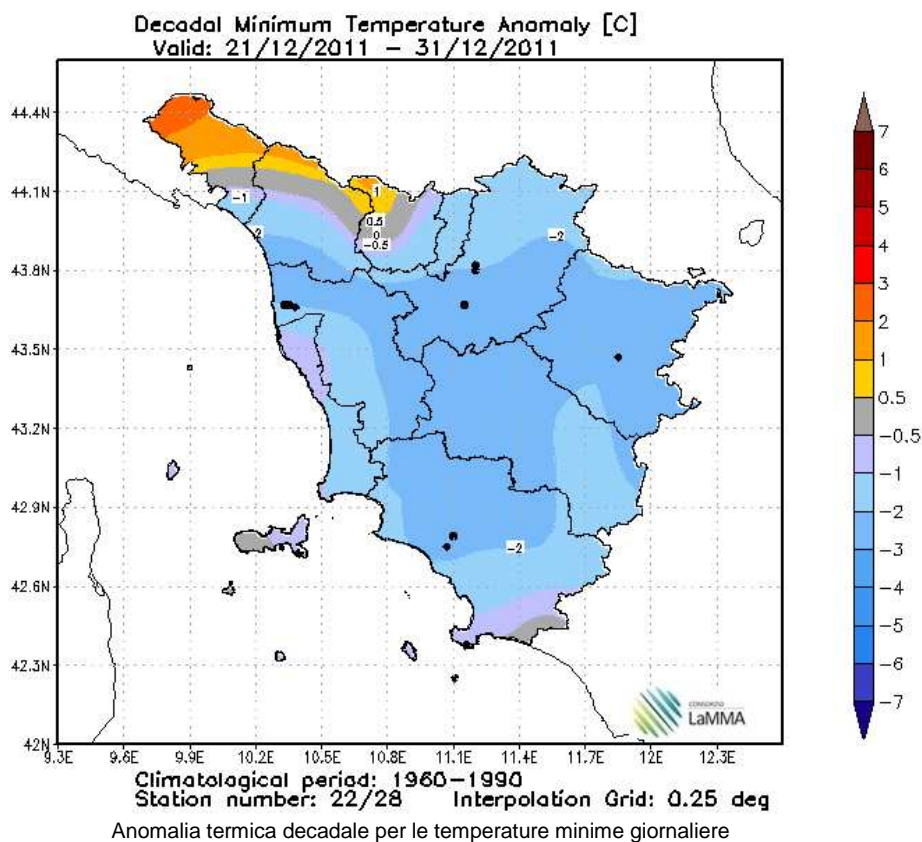 Decadal Minimum Temperature Anomaly [C]
Valid: 21/12/2011 – 31/12/2011
44.4N
44.1N
43.8N
43.5N
43.2N
42.9N
42.6N
42.3N
42N
9.3E 9.6E 9.9E 10.2E 10.5E 10.8E 11.1E 11.4E 11.7E 12E 12.3E
−1
1
0.5
0
−0.5
2
−2
−2
7
6
5
4
3
2
1
0.5
−0.5
−1
−2
−3
−4
−5
−6
−7
CONSORZIO
LaMMA
Climatological period: 1960−1990
Station number: 22/28 Interpolation Grid: 0.25 deg
Anomalia termica decadale per le temperature minime giornaliere